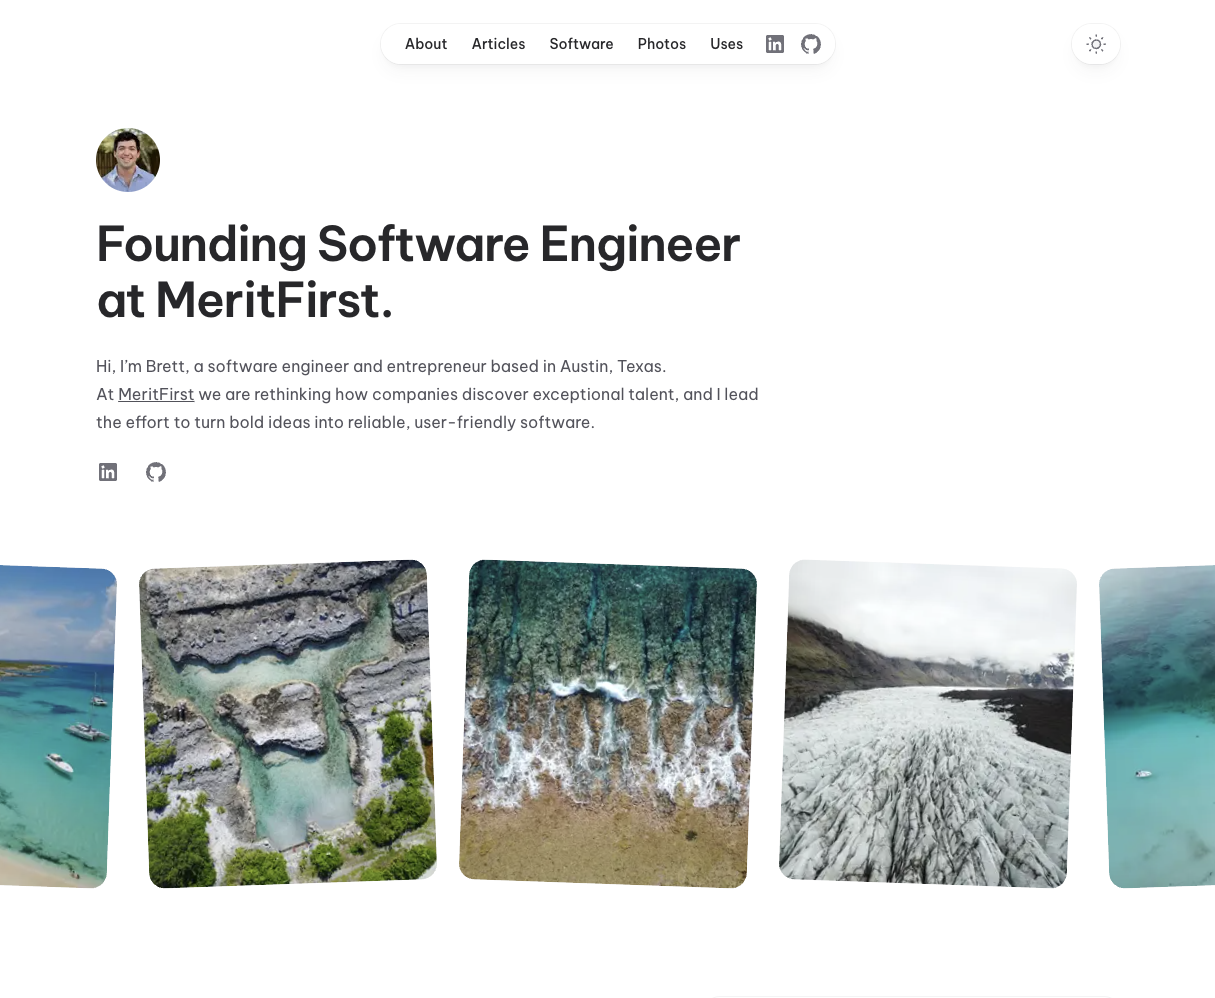 About Articles Software Photos Uses
Founding Software Engineer
at MeritFirst.
Hi, I’m Brett, a software engineer and entrepreneur based in Austin, Texas.
At MeritFirst we are rethinking how companies discover exceptional talent, and I lead
the effort to turn bold ideas into reliable, user-friendly software.